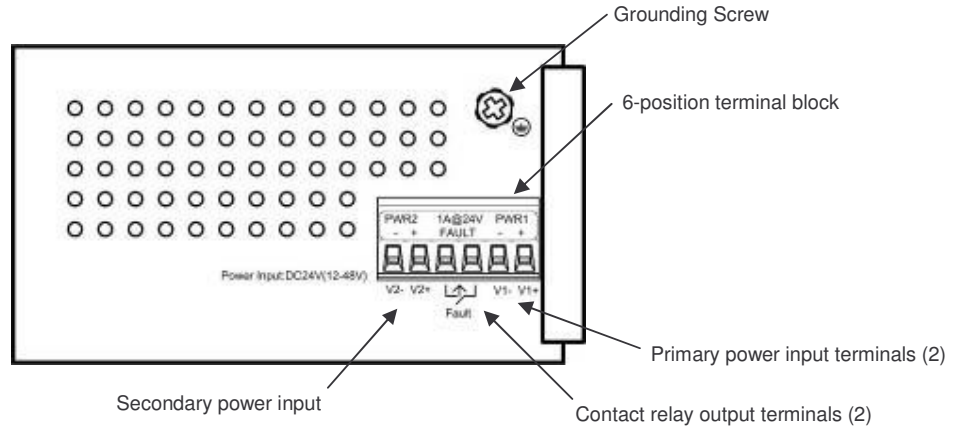 Grounding Screw
6-position terminal block
PWR2 1A@24V PWR1
- + FAULT - +
Power Input:DC24V(12-48V)
V2- V2+ V1- V1+
Fault
Primary power input terminals (2)
Secondary power input
Contact relay output terminals (2)